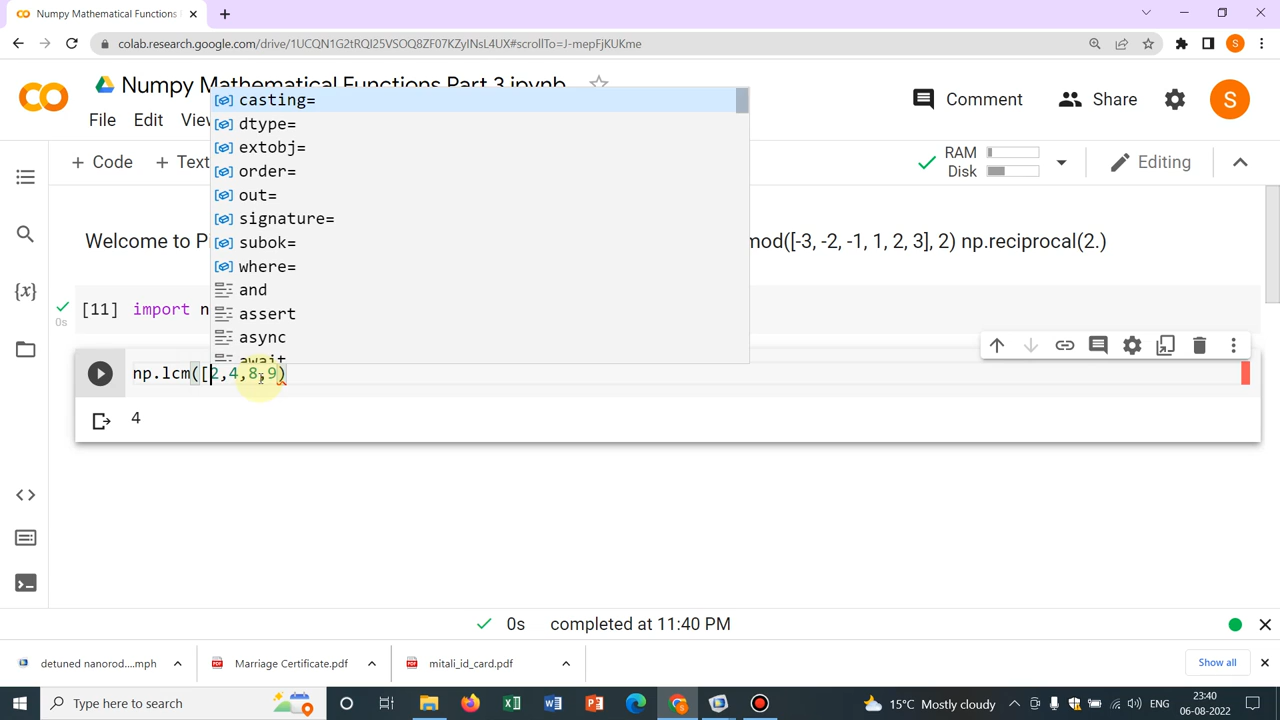 Numpy Mathematical Functions
colab.research.google.com/drive/1UCQN1G2tRQI25VSOQ8ZF07KZyINsL4UX#scrollTo=J-mepFjKUKme
S
CO
Numpy Mathematical Functions Part 3.ipynb
File Edit View
Comment
Share
S
+ Code + Text
RAM
Disk
Editing
casting=
dtype=
extobj=
order=
out=
signature=
subok=
where=
and
assert
async
await
Welcome to P
mod([-3, -2, -1, 1, 2, 3], 2) np.reciprocal(2.)
{x}
[11] import n
0s
np.lcm([2,4,8,9)
4
0s completed at 11:40 PM
detuned nanorod....mph
Marriage Certificate.pdf
mitali_id_card.pdf
Show all
Type here to search
15°C Mostly cloudy
ENG
23:40
06-08-2022